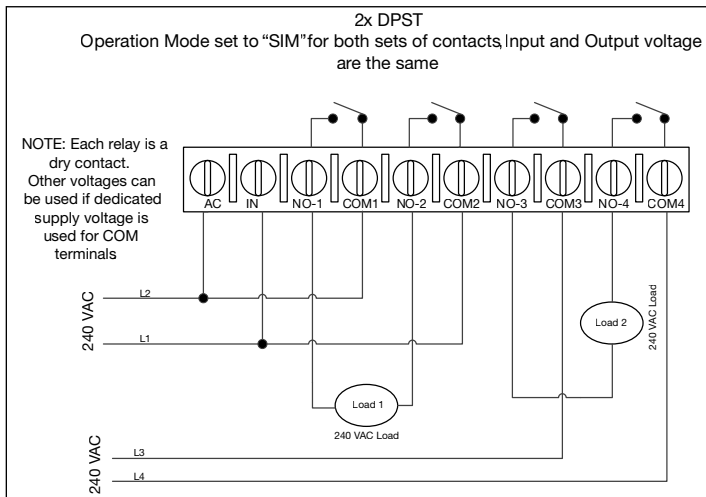 2x DPST
Operation Mode set to “SIM” for both sets of contacts, Input and Output voltage
are the same
NOTE: Each relay is a
dry contact.
Other voltages can
be used if dedicated
supply voltage is
used for COM
terminals
AC IN NO-1 COM1 NO-2 COM2 NO-3 COM3 NO-4 COM4
240 VAC
L2
L1
Load 1
240 VAC Load
Load 2
240 VAC Load
240 VAC
L3
L4